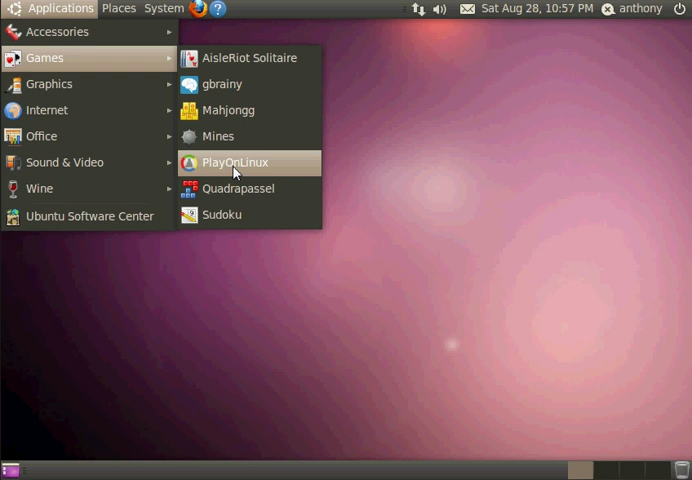 Applications Places System Sat Aug 28, 10:57 PM anthony
Accessories
Games
Graphics
Internet
Office
Sound & Video
Wine
Ubuntu Software Center
AisleRiot Solitaire
gbrainy
Mahjongg
Mines
PlayOnLinux
Quadrapassel
Sudoku